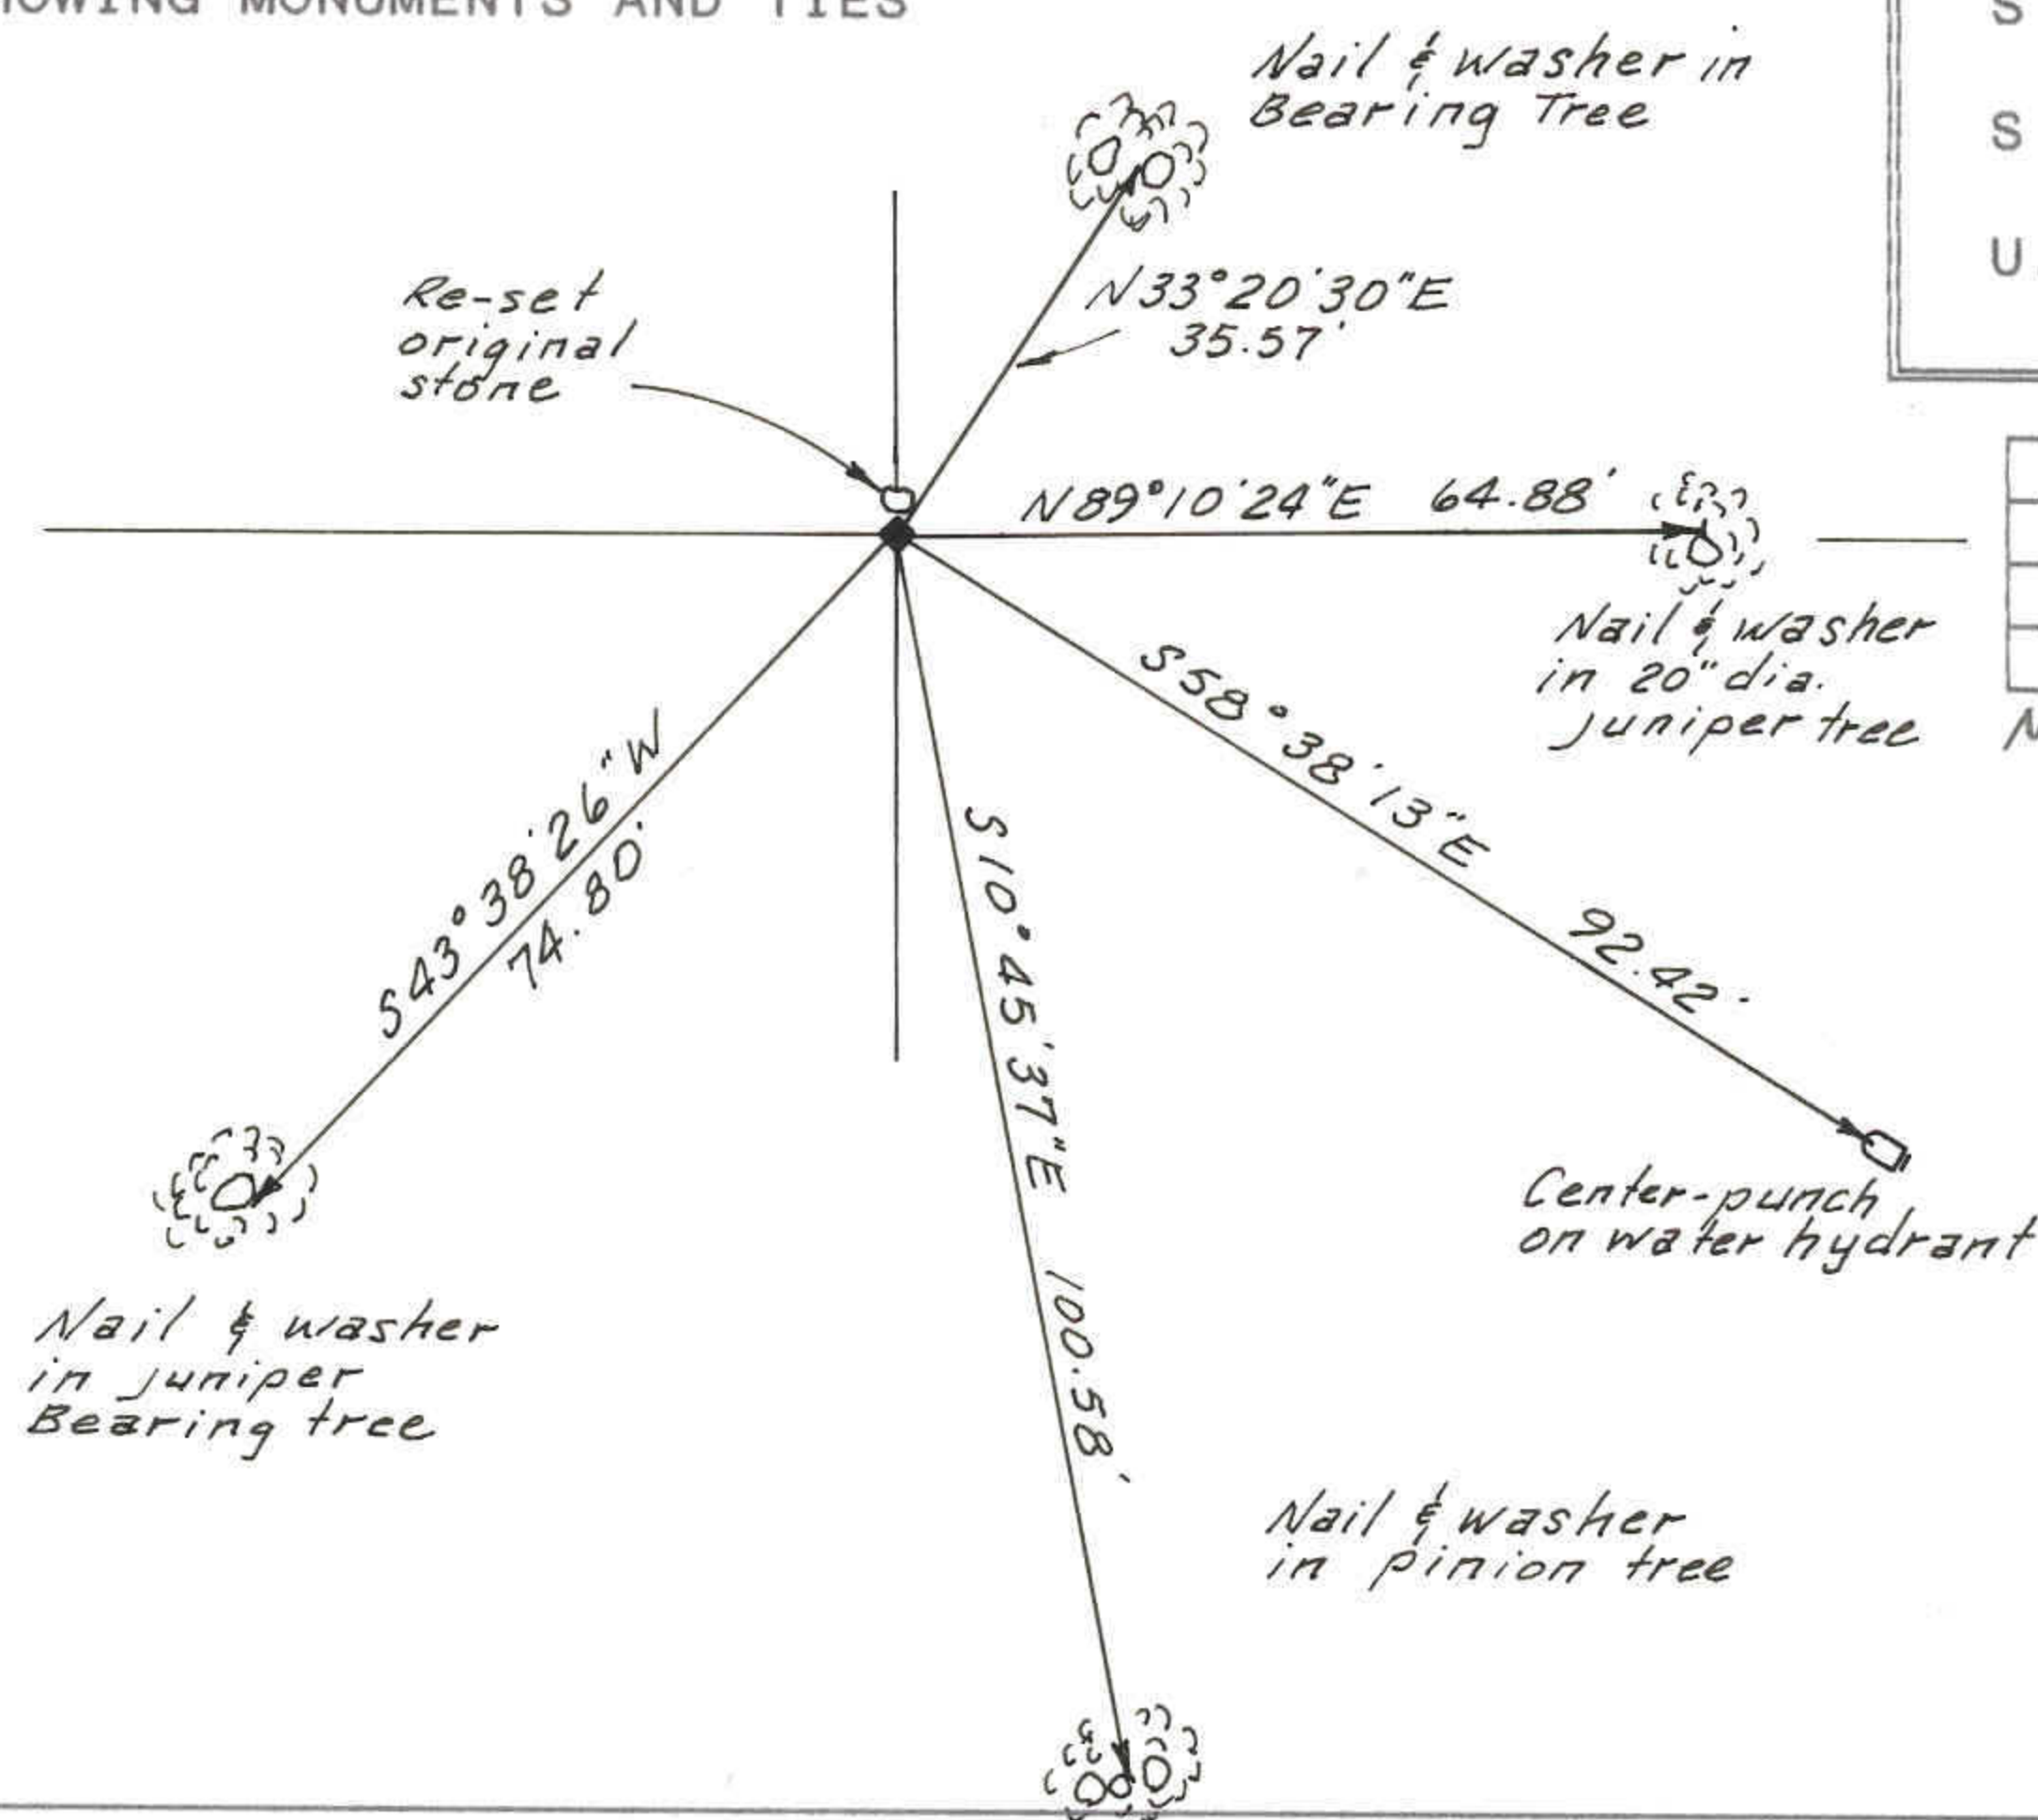 MONUMENTS AND TIES
Nail & washer in
Bearing Tree
Re-set
original
stone
N33°20'30"E
35.57'
N89°10'24"E 64.88'
Nail & washer
in 20" dia.
juniper tree
S58°38'13"E 92.42'
S43°38'26"W
74.80'
S10°45'37"E 100.58'
Center-punch
on water hydrant
Nail & washer
in juniper
Bearing tree
Nail & washer
in pinion tree
S
S
U